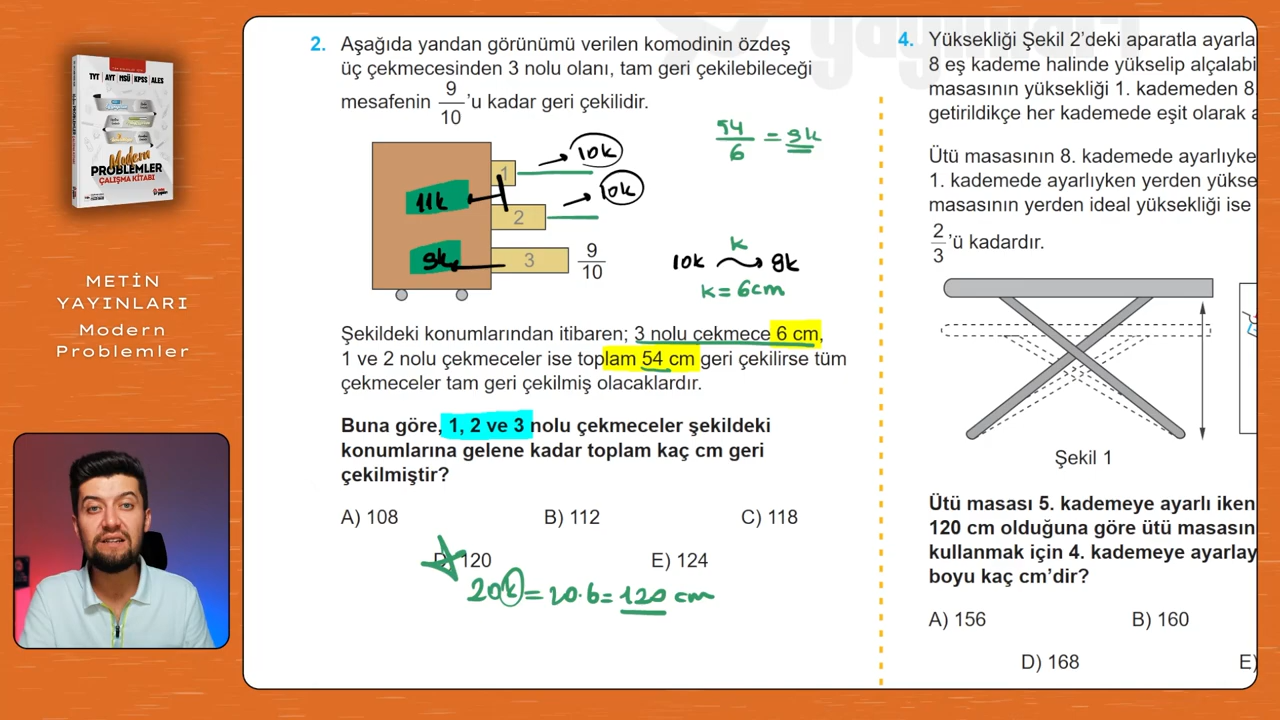 TYT AYT MSÜ KPSS ALES
Modern
PROBLEMLER
ÇALIŞMA KİTABI
METİN
YAYINLARI
Modern
Problemler
2. Aşağıda yandan görünümü verilen komodinin özdeş
üç çekmecesinden 3 nolu olanı, tam geri çekilebileceği
mesafenin 9/10 'u kadar geri çekilidir.
54/6 = 9k
1
10k
11k
2
10k
9k
3
9/10
k
10k 9k
k = 6cm
Şekildeki konumlarından itibaren; 3 nolu çekmece 6 cm,
1 ve 2 nolu çekmeceler ise toplam 54 cm geri çekilirse tüm
çekmeceler tam geri çekilmiş olacaklardır.
Buna göre, 1, 2 ve 3 nolu çekmeceler şekildeki
konumlarına gelene kadar toplam kaç cm geri
çekilmiştir?
A) 108 B) 112 C) 118
D) 120 E) 124
20k = 20.6 = 120 cm
4. Yüksekliği Şekil 2'deki aparatla ayarla
8 eş kademe halinde yükselip alçalabi
masasının yüksekliği 1. kademeden 8.
getirildikçe her kademede eşit olarak a
Ütü masasının 8. kademede ayarlıyke
1. kademede ayarlıyken yerden yükse
masasının yerden ideal yüksekliği ise
2/3 'ü kadardır.
Şekil 1
Ütü masası 5. kademeye ayarlı iken
120 cm olduğuna göre ütü masasın
kullanmak için 4. kademeye ayarlay
boyu kaç cm'dir?
A) 156 B) 160
D) 168 E)